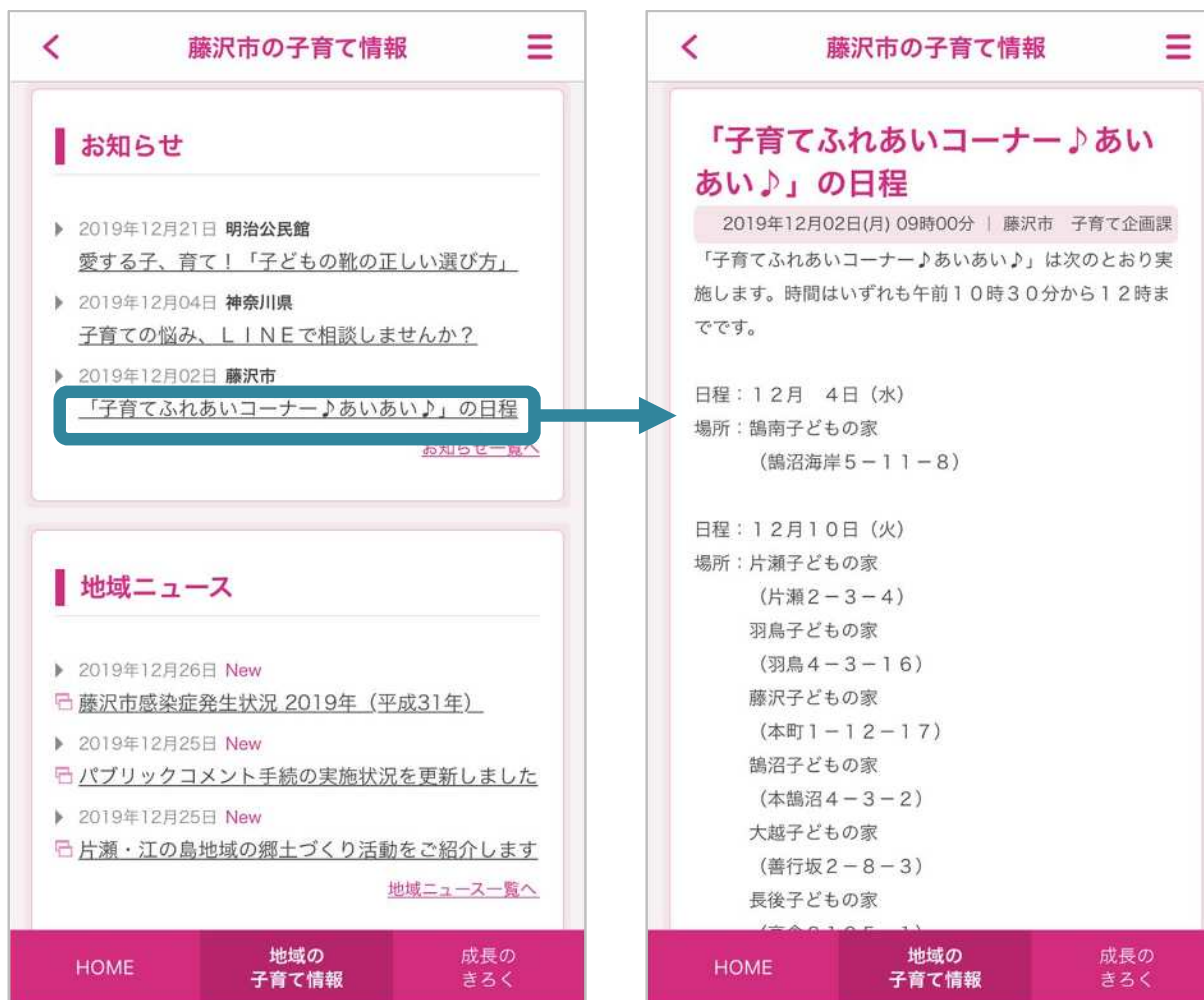 藤沢市の子育て情報
お知らせ
2019年12月21日 明治公民館
愛する子、育て！「子どもの靴の正しい選び方」
2019年12月04日 神奈川県
子育ての悩み、ＬＩＮＥで相談しませんか？
2019年12月02日 藤沢市
「子育てふれあいコーナー♪あいあい♪」の日程
お知らせ一覧へ
地域ニュース
2019年12月26日 New
藤沢市感染症発生状況 2019年（平成31年）
2019年12月25日 New
パブリックコメント手続の実施状況を更新しました
2019年12月25日 New
片瀬・江の島地域の郷土づくり活動をご紹介します
地域ニュース一覧へ
HOME
地域の
子育て情報
成長の
きろく
藤沢市の子育て情報
「子育てふれあいコーナー♪あい
あい♪」の日程
2019年12月02日(月) 09時00分 | 藤沢市　子育て企画課
「子育てふれあいコーナー♪あいあい♪」は次のとおり実
施します。時間はいずれも午前１０時３０分から１２時ま
でです。
日程：１２月　４日（水）
場所：鵠南子どもの家
（鵠沼海岸５－１１－８）
日程：１２月１０日（火）
場所：片瀬子どもの家
（片瀬２－３－４）
羽鳥子どもの家
（羽鳥４－３－１６）
藤沢子どもの家
（本町１－１２－１７）
鵠沼子どもの家
（本鵠沼４－３－２）
大越子どもの家
（善行坂２－８－３）
長後子どもの家
HOME
地域の
子育て情報
成長の
きろく